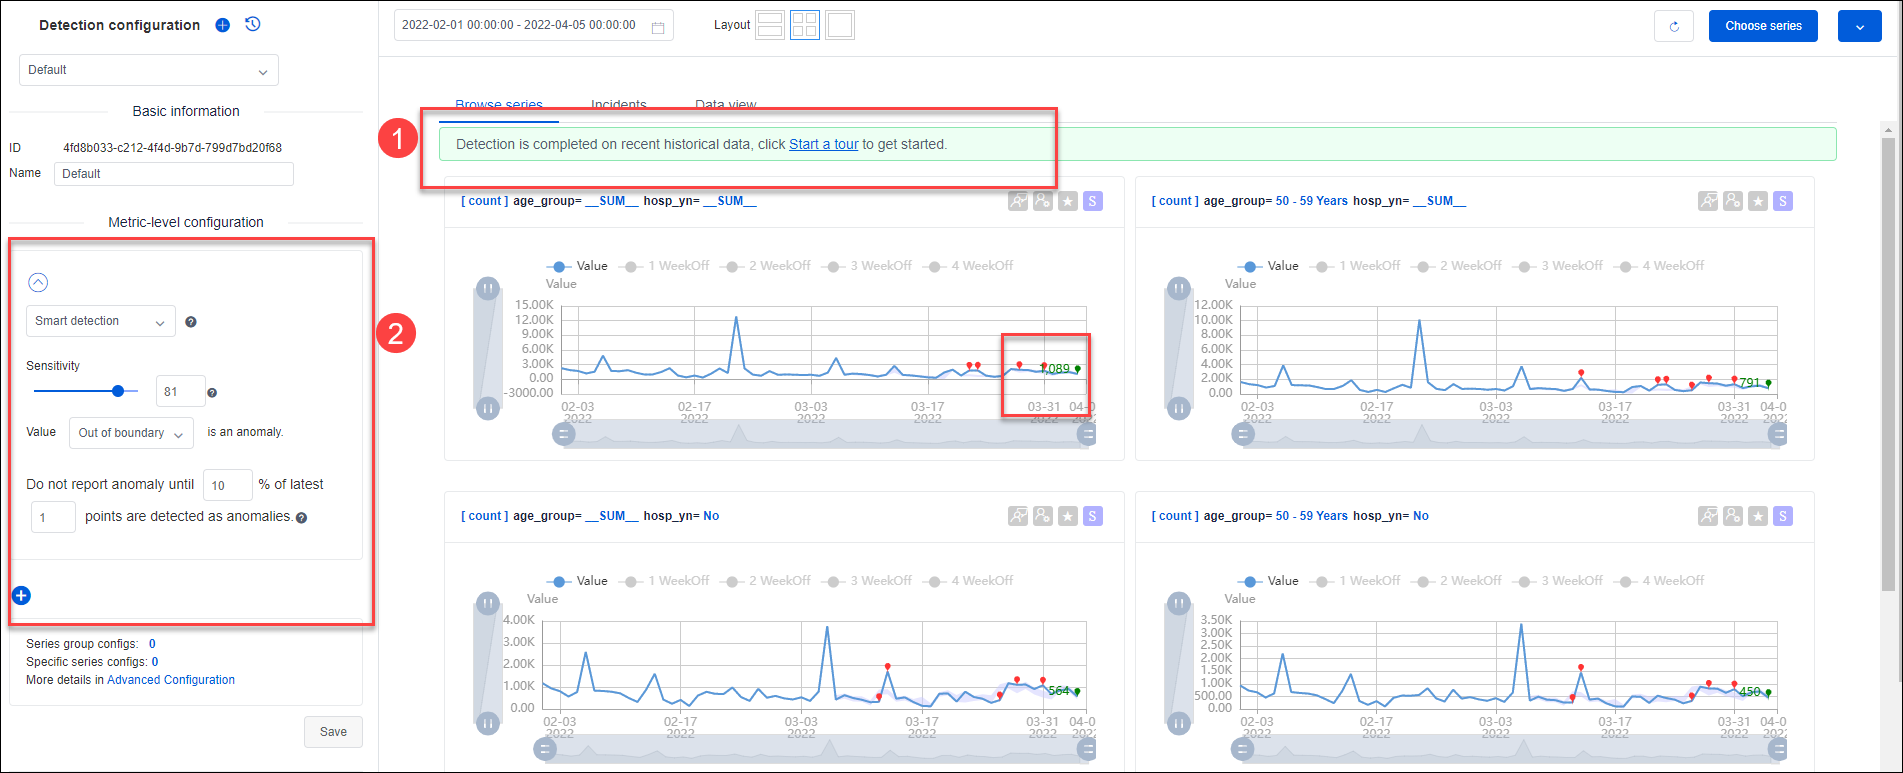 Detection configuration
Default
Basic information
ID 4fd8b033-c212-4f4d-9b7d-799d7bd20f68
Name Default
Metric-level configuration
2
Smart detection
Sensitivity
81
Value Out of boundary is an anomaly.
Do not report anomaly until 10 % of latest
1 points are detected as anomalies.
Series group configs: 0
Specific series configs: 0
More details in Advanced Configuration
Save
2022-02-01 00:00:00 - 2022-04-05 00:00:00
Layout
Choose series
Browse series Incidents Data view
1
Detection is completed on recent historical data, click Start a tour to get started.
[ count ] age_group= __SUM__ hosp_yn= __SUM__
S
Value 1 WeekOff 2 WeekOff 3 WeekOff 4 WeekOff
Value
15.00K
12.00K
9.00K
6.00K
3.00K
0.00
-3000.00
1,089
02-03 02-17 03-03 03-17 03-31 04-0
2022 2022 2022 2022 2022 2022
[ count ] age_group= 50 - 59 Years hosp_yn= __SUM__
S
Value 1 WeekOff 2 WeekOff 3 WeekOff 4 WeekOff
Value
12.00K
10.00K
8.00K
6.00K
4.00K
2.00K
0.00
791
02-03 02-17 03-03 03-17 03-31 04-0
2022 2022 2022 2022 2022 202
[ count ] age_group= __SUM__ hosp_yn= No
S
Value 1 WeekOff 2 WeekOff 3 WeekOff 4 WeekOff
Value
4.00K
3.00K
2.00K
1.00K
0.00
564
02-03 02-17 03-03 03-17 03-31 04-0
2022 2022 2022 2022 2022 2022
[ count ] age_group= 50 - 59 Years hosp_yn= No
S
Value 1 WeekOff 2 WeekOff 3 WeekOff 4 WeekOff
Value
3.50K
3.00K
2.50K
2.00K
1.50K
1.00K
500.00
0.00
450
02-03 02-17 03-03 03-17 03-31 04-0
2022 2022 2022 2022 2022 202